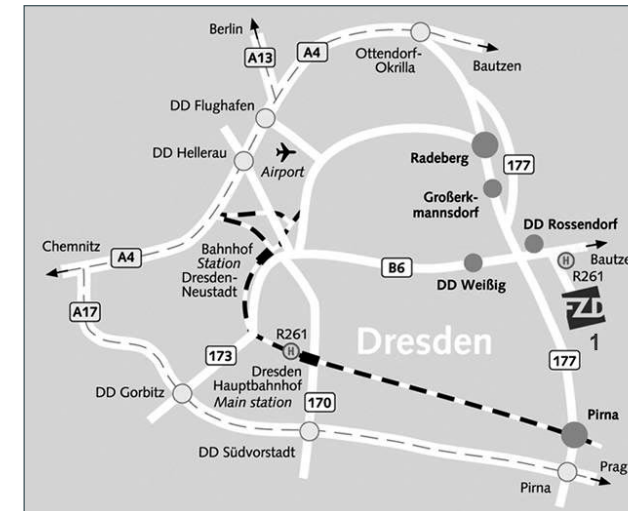 Berlin
A13
A4
Ottendorf-
Okrilla
Bautzen
DD Flughafen
DD Hellerau
Airport
Radeberg
177
Großerk-
mannsdorf
DD Rossendorf
Chemnitz
A4
Bahnhof
Station
Dresden-
Neustadt
B6
DD Weißig
H
Bautze
R261
A17
FZD
1
R261
H
Dresden
173
Dresden
Hauptbahnhof
Main station
177
DD Gorbitz
170
Pirna
DD Südvorstadt
Pirna
Prag